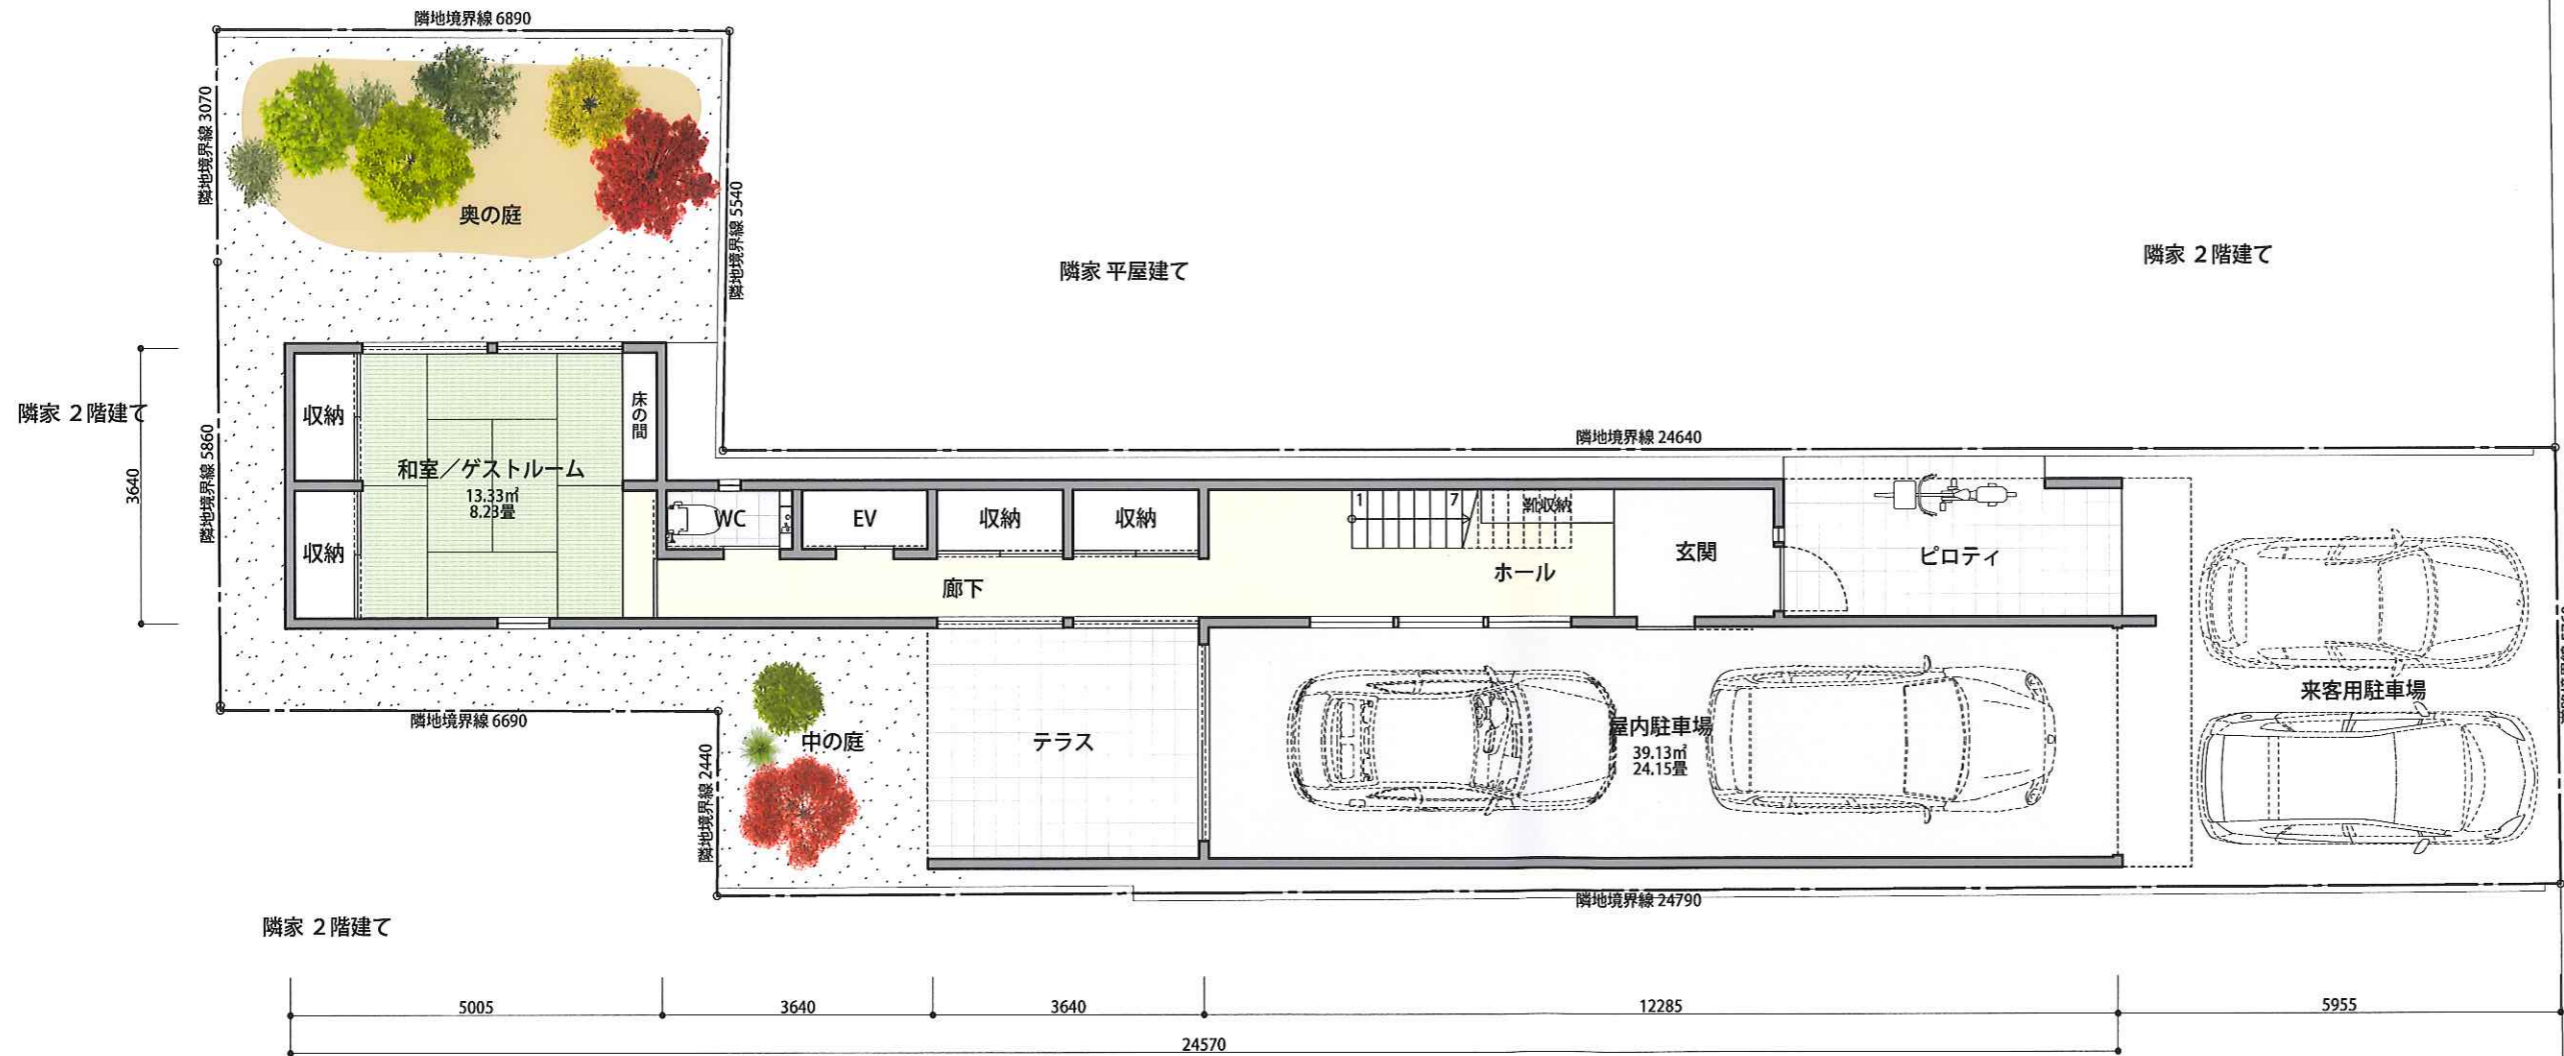 隣地境界線 6890
隣地境界線 3070
隣地境界線 5540
奥の庭
隣家 平屋建て
隣家 2階建て
隣家 2階建て
3640
隣地境界線 5860
収納
床の間
和室／ゲストルーム
13.33㎡
8.23畳
収納
隣地境界線 24640
WC
EV
収納
収納
1
7
靴収納
玄関
ピロティ
廊下
ホール
隣地境界線 6690
隣地境界線 2440
中の庭
テラス
屋内駐車場
39.13㎡
24.15畳
来客用駐車場
隣地境界線 24790
隣家 2階建て
5005
3640
3640
12285
5955
24570